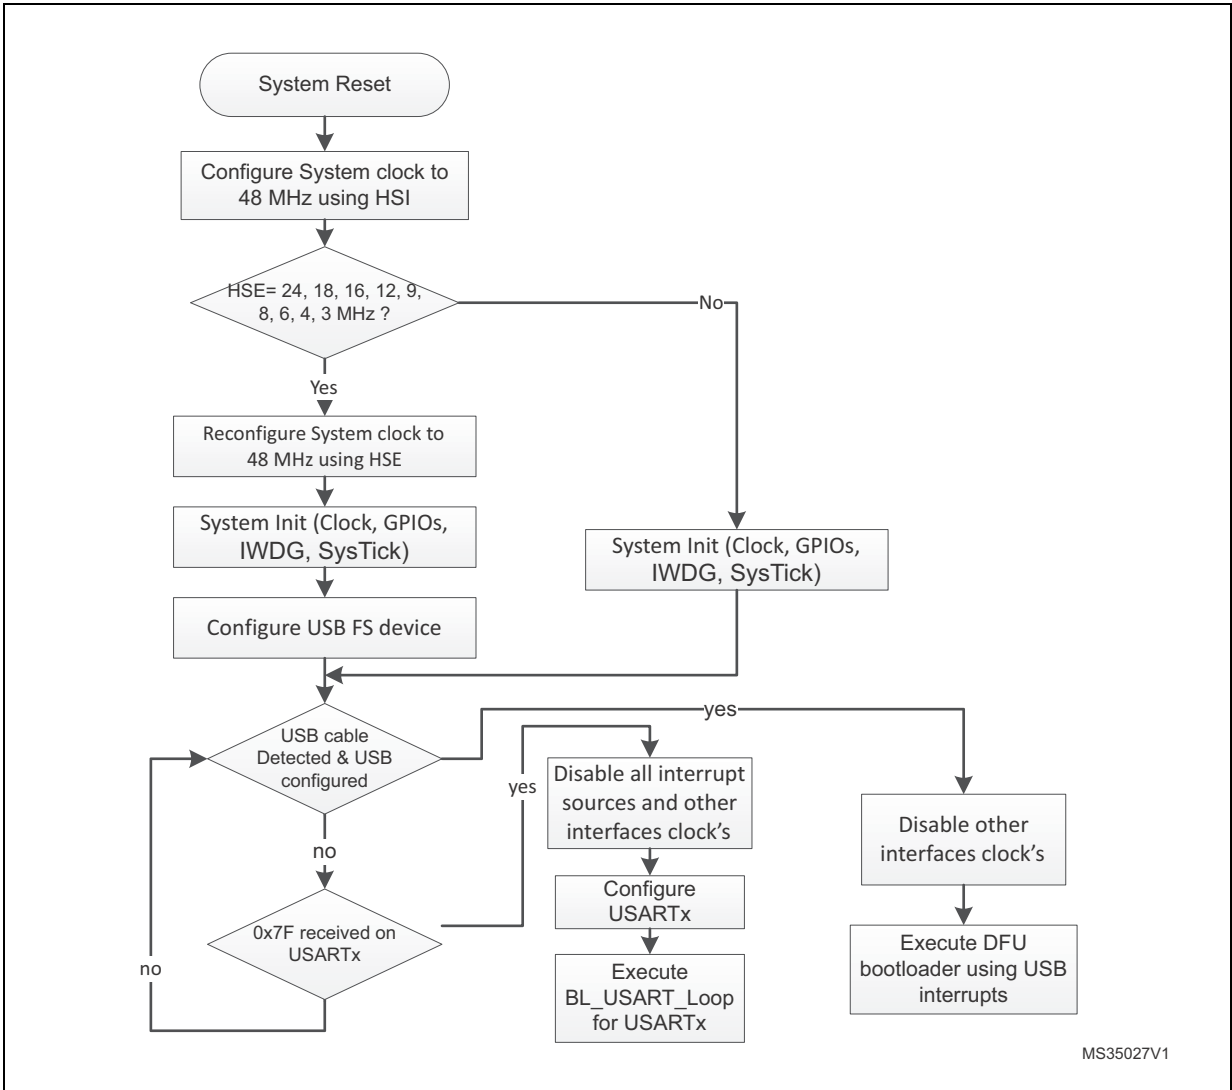 System Reset
Configure System clock to
48 MHz using HSI
HSE= 24, 18, 16, 12, 9,
8, 6, 4, 3 MHz ?
No
Yes
Reconfigure System clock to
48 MHz using HSE
System Init (Clock, GPIOs,
IWDG, SysTick)
System Init (Clock, GPIOs,
IWDG, SysTick)
Configure USB FS device
USB cable
Detected & USB
configured
yes
yes
no
Disable all interrupt
sources and other
interfaces clock's
Disable other
interfaces clock's
0x7F received on
USARTx
no
Configure
USARTx
Execute
BL_USART_Loop
for USARTx
Execute DFU
bootloader using USB
interrupts
MS35027V1